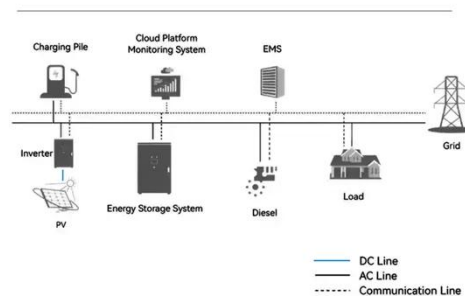 Charging Pile
Cloud Platform
Monitoring System
EMS
Grid
Inverter
PV
Energy Storage System
Diesel
Load
DC Line
AC Line
Communication Line